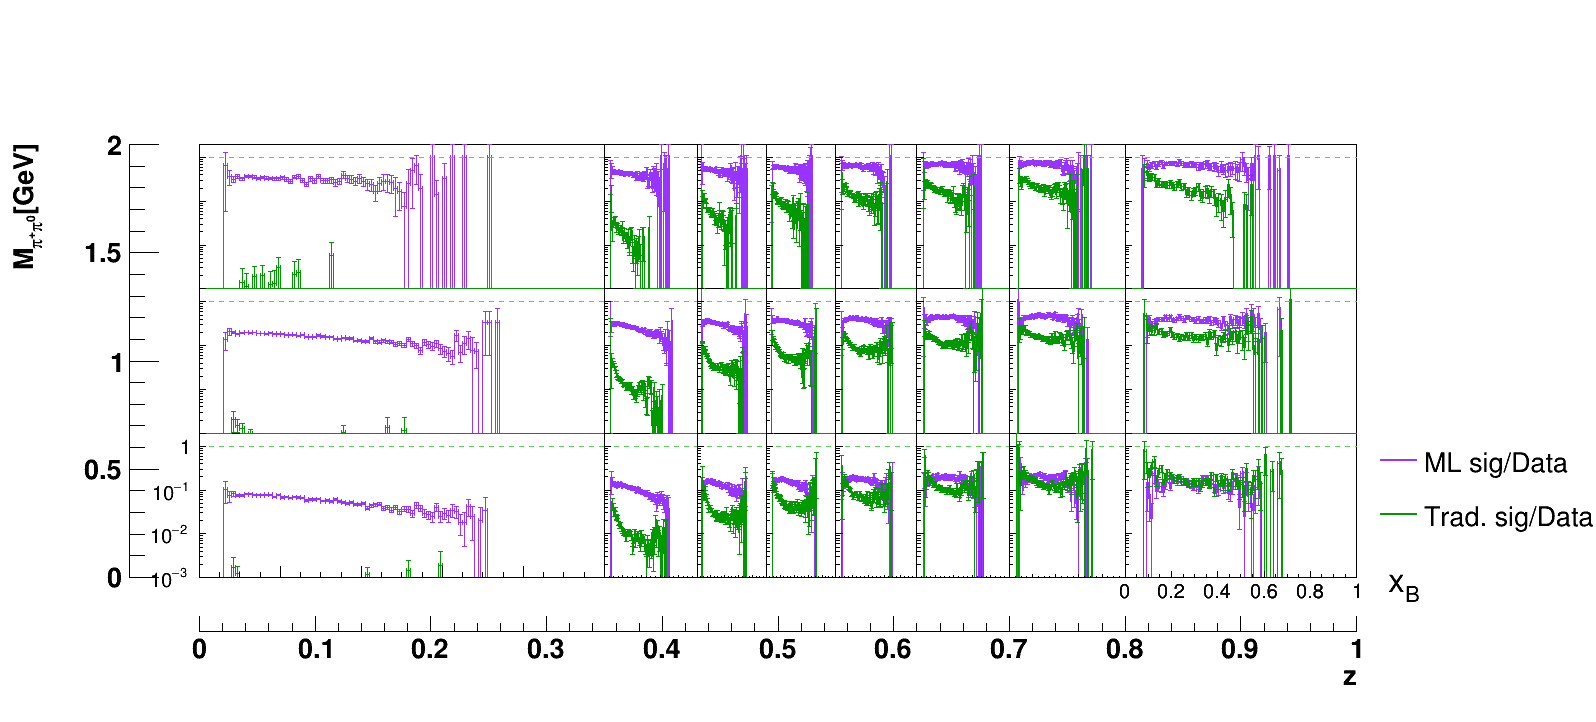 M_{π⁺π⁰}[GeV]
2
1.5
1
0.5
0
1
10⁻¹
10⁻²
10⁻³
ML sig/Data
Trad. sig/Data
0 0.2 0.4 0.6 0.8 1
x_B
0 0.1 0.2 0.3 0.4 0.5 0.6 0.7 0.8 0.9 1
z